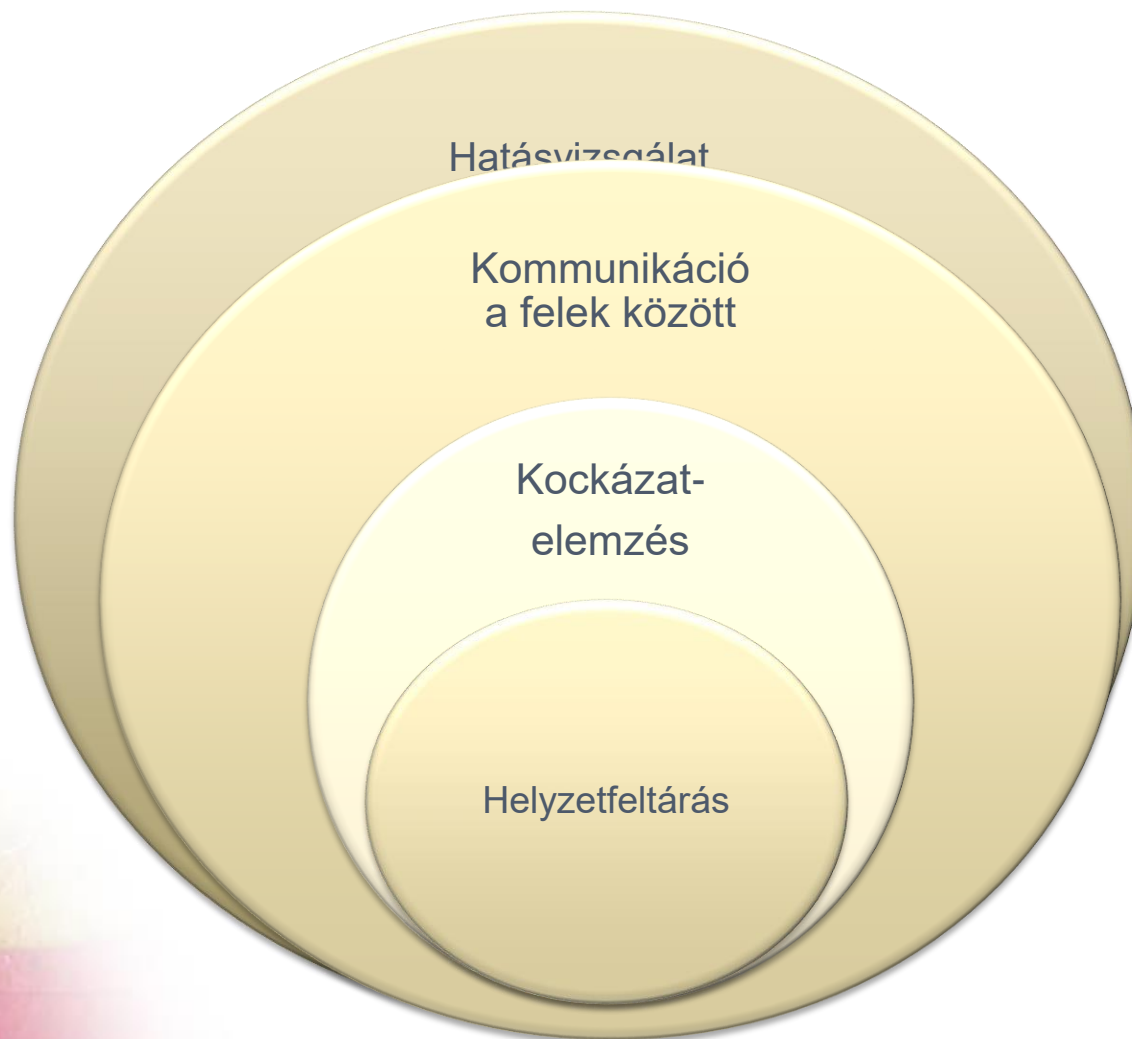 Hatásvizsgálat
Kommunikáció
a felek között
Kockázat-
elemzés
Helyzetfeltárás